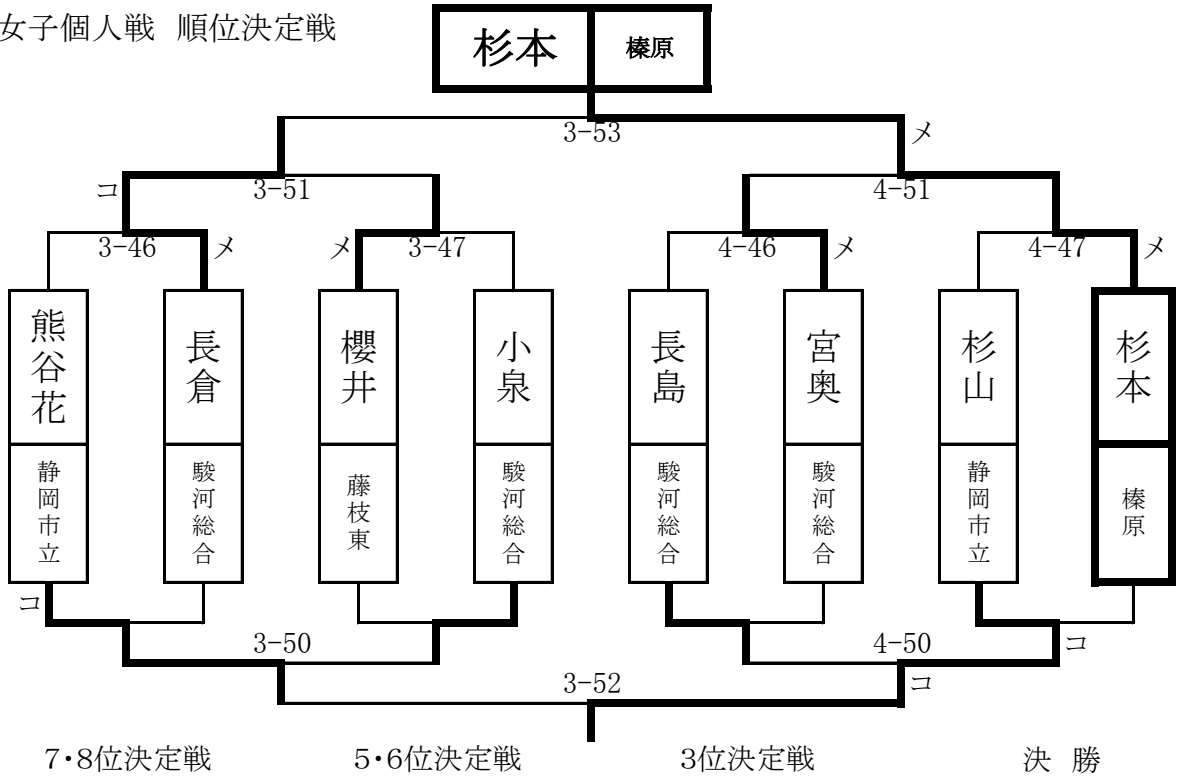 女子個人戦 順位決定戦
杉本 榛原
3-53 メ
コ 3-51 4-51
3-46 メ メ 3-47 4-46 メ 4-47 メ
熊谷花 長倉 櫻井 小泉 長島 宮奥 杉山 杉本
静岡市立 駿河総合 藤枝東 駿河総合 駿河総合 駿河総合 静岡市立 榛原
コ
3-50 4-50 コ
3-52 コ
7・8位決定戦 5・6位決定戦 3位決定戦 決 勝